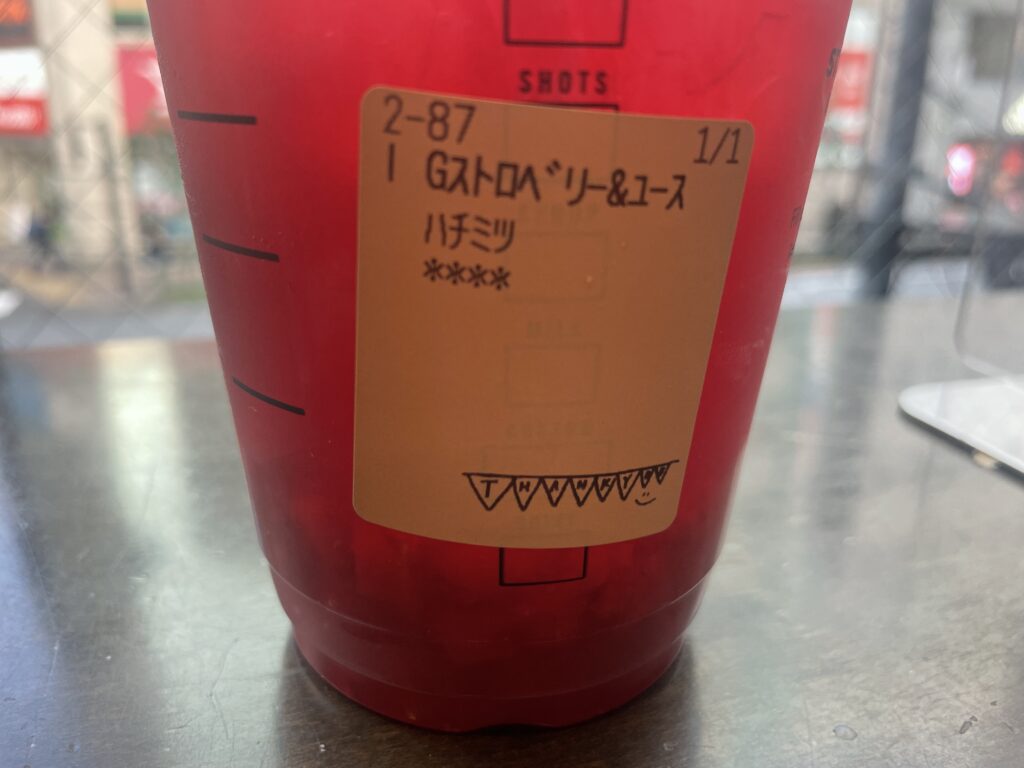 SHOTS
2-87 1/1
I Gストロベリー&ユース
ハチミツ
****
THANKYOU